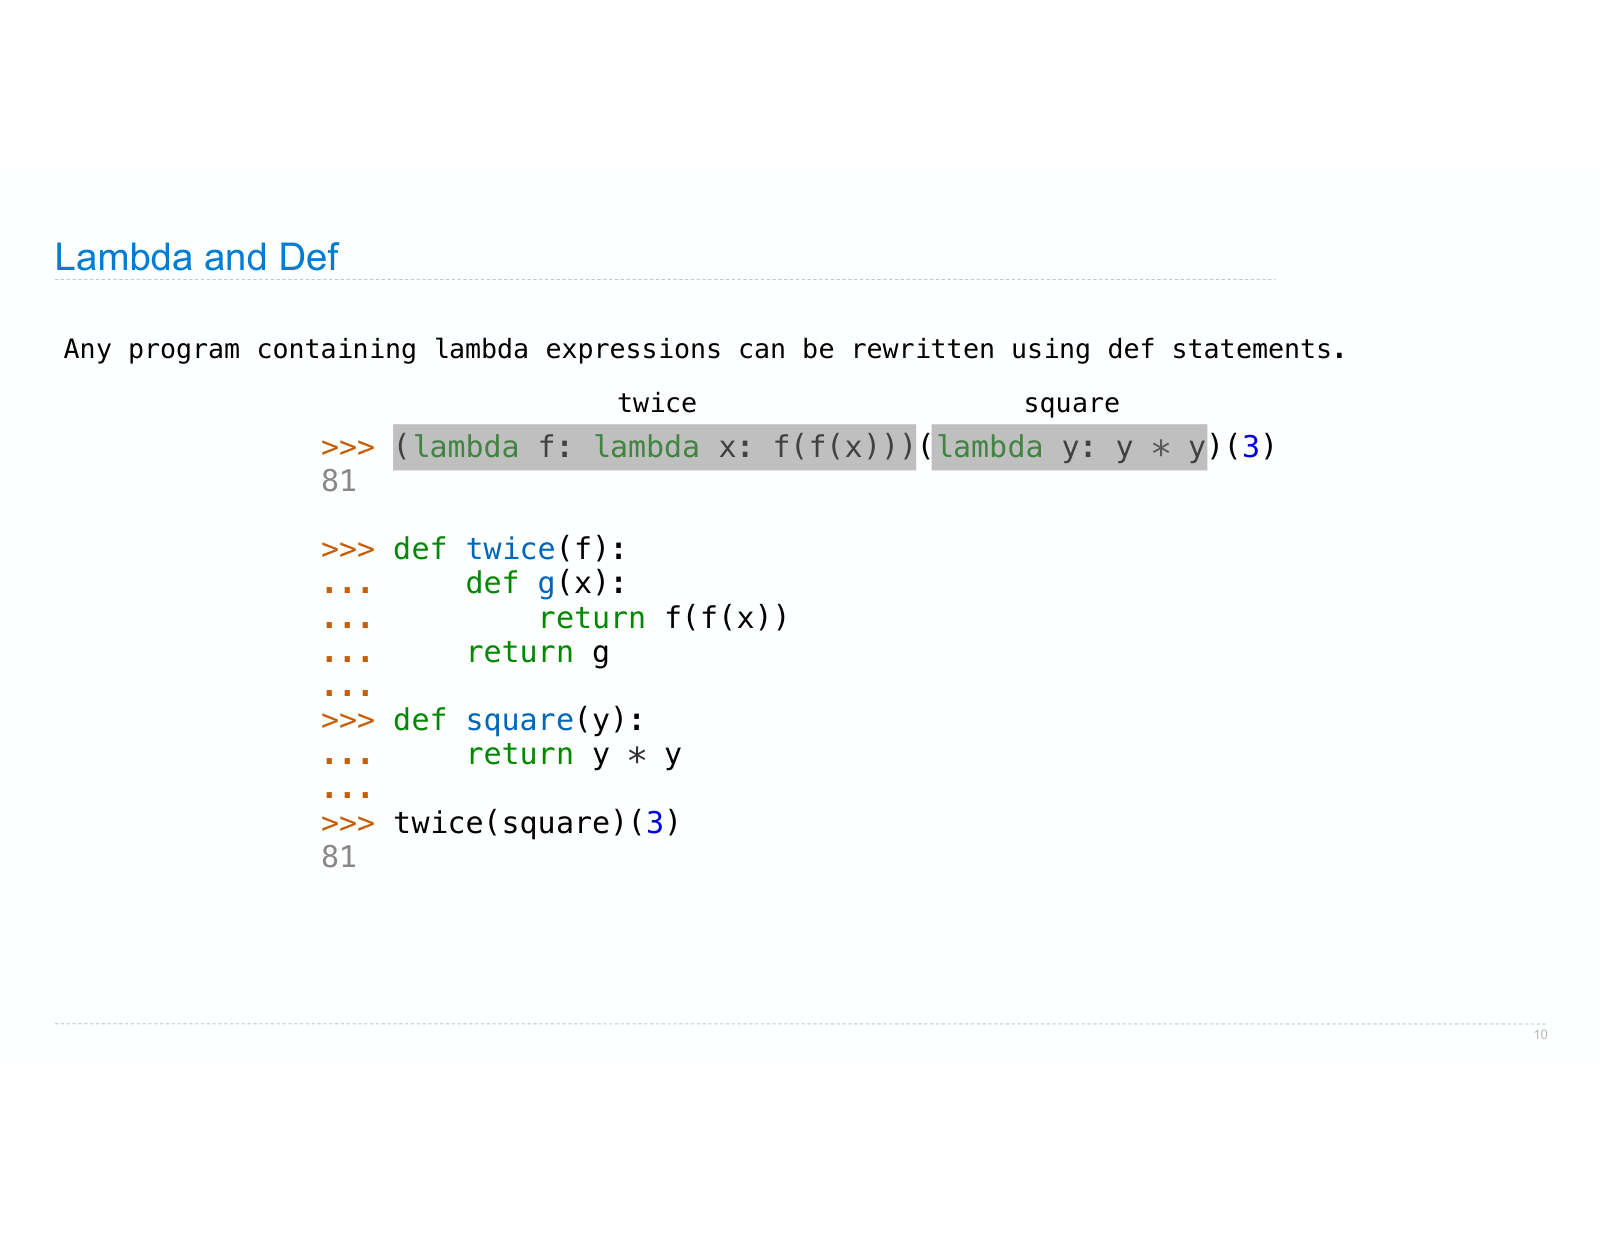 Lambda and Def
Any program containing lambda expressions can be rewritten using def statements.
twice square
>>> (lambda f: lambda x: f(f(x)))(lambda y: y * y)(3)
81
>>> def twice(f):
...     def g(x):
...         return f(f(x))
...     return g
...
>>> def square(y):
...     return y * y
...
>>> twice(square)(3)
81
10